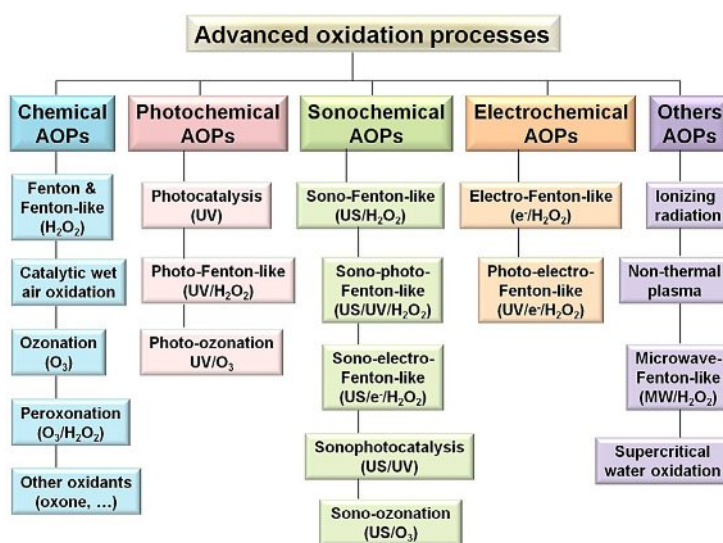 Advanced oxidation processes
Chemical
AOPs
Fenton &
Fenton-like
(H₂O₂)
Catalytic wet
air oxidation
Ozonation
(O₃)
Peroxonation
(O₃/H₂O₂)
Other oxidants
(oxone, ...)
Photochemical
AOPs
Photocatalysis
(UV)
Photo-Fenton-like
(UV/H₂O₂)
Photo-ozonation
UV/O₃
Sonochemical
AOPs
Sono-Fenton-like
(US/H₂O₂)
Sono-photo-
Fenton-like
(US/UV/H₂O₂)
Sono-electro-
Fenton-like
(US/e⁻/H₂O₂)
Sonophotocatalysis
(US/UV)
Sono-ozonation
(US/O₃)
Electrochemical
AOPs
Electro-Fenton-like
(e⁻/H₂O₂)
Photo-electro-
Fenton-like
(UV/e⁻/H₂O₂)
Others
AOPs
Ionizing
radiation
Non-thermal
plasma
Microwave-
Fenton-like
(MW/H₂O₂)
Supercritical
water oxidation